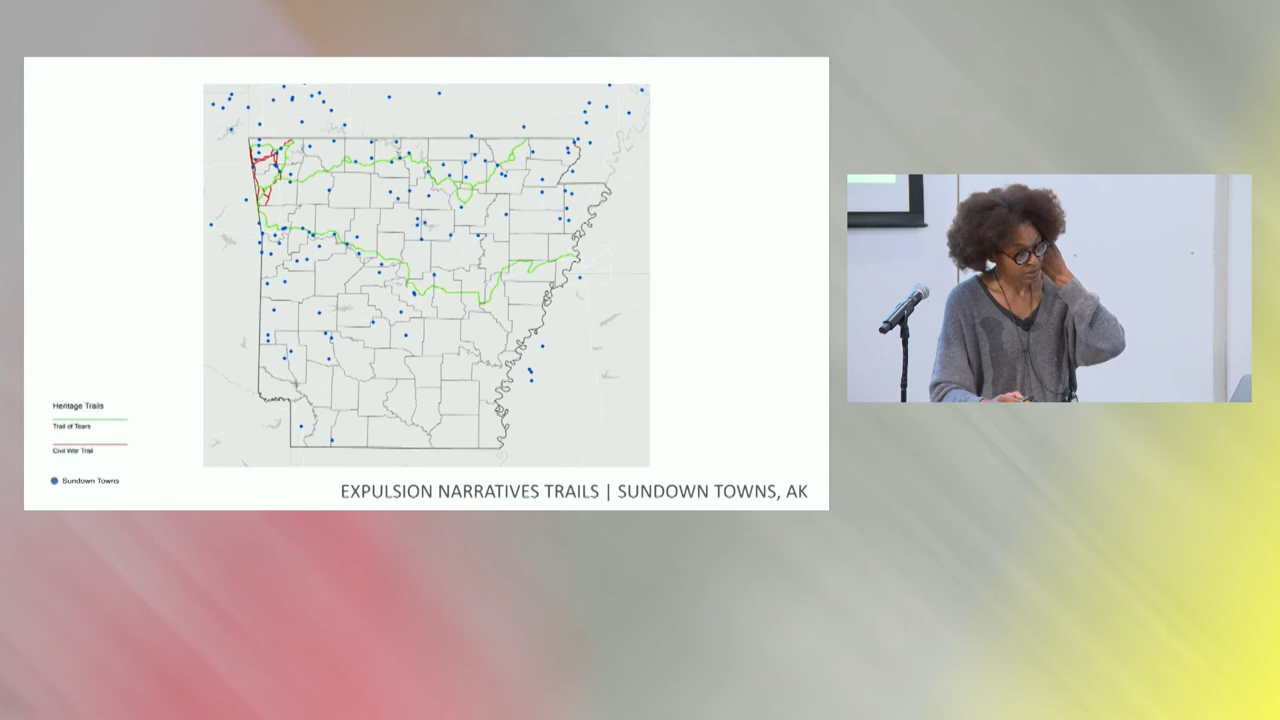 Heritage Trails
Trail of Tears
Civil War Trail
Sundown Towns
EXPULSION NARRATIVES TRAILS | SUNDOWN TOWNS, AK